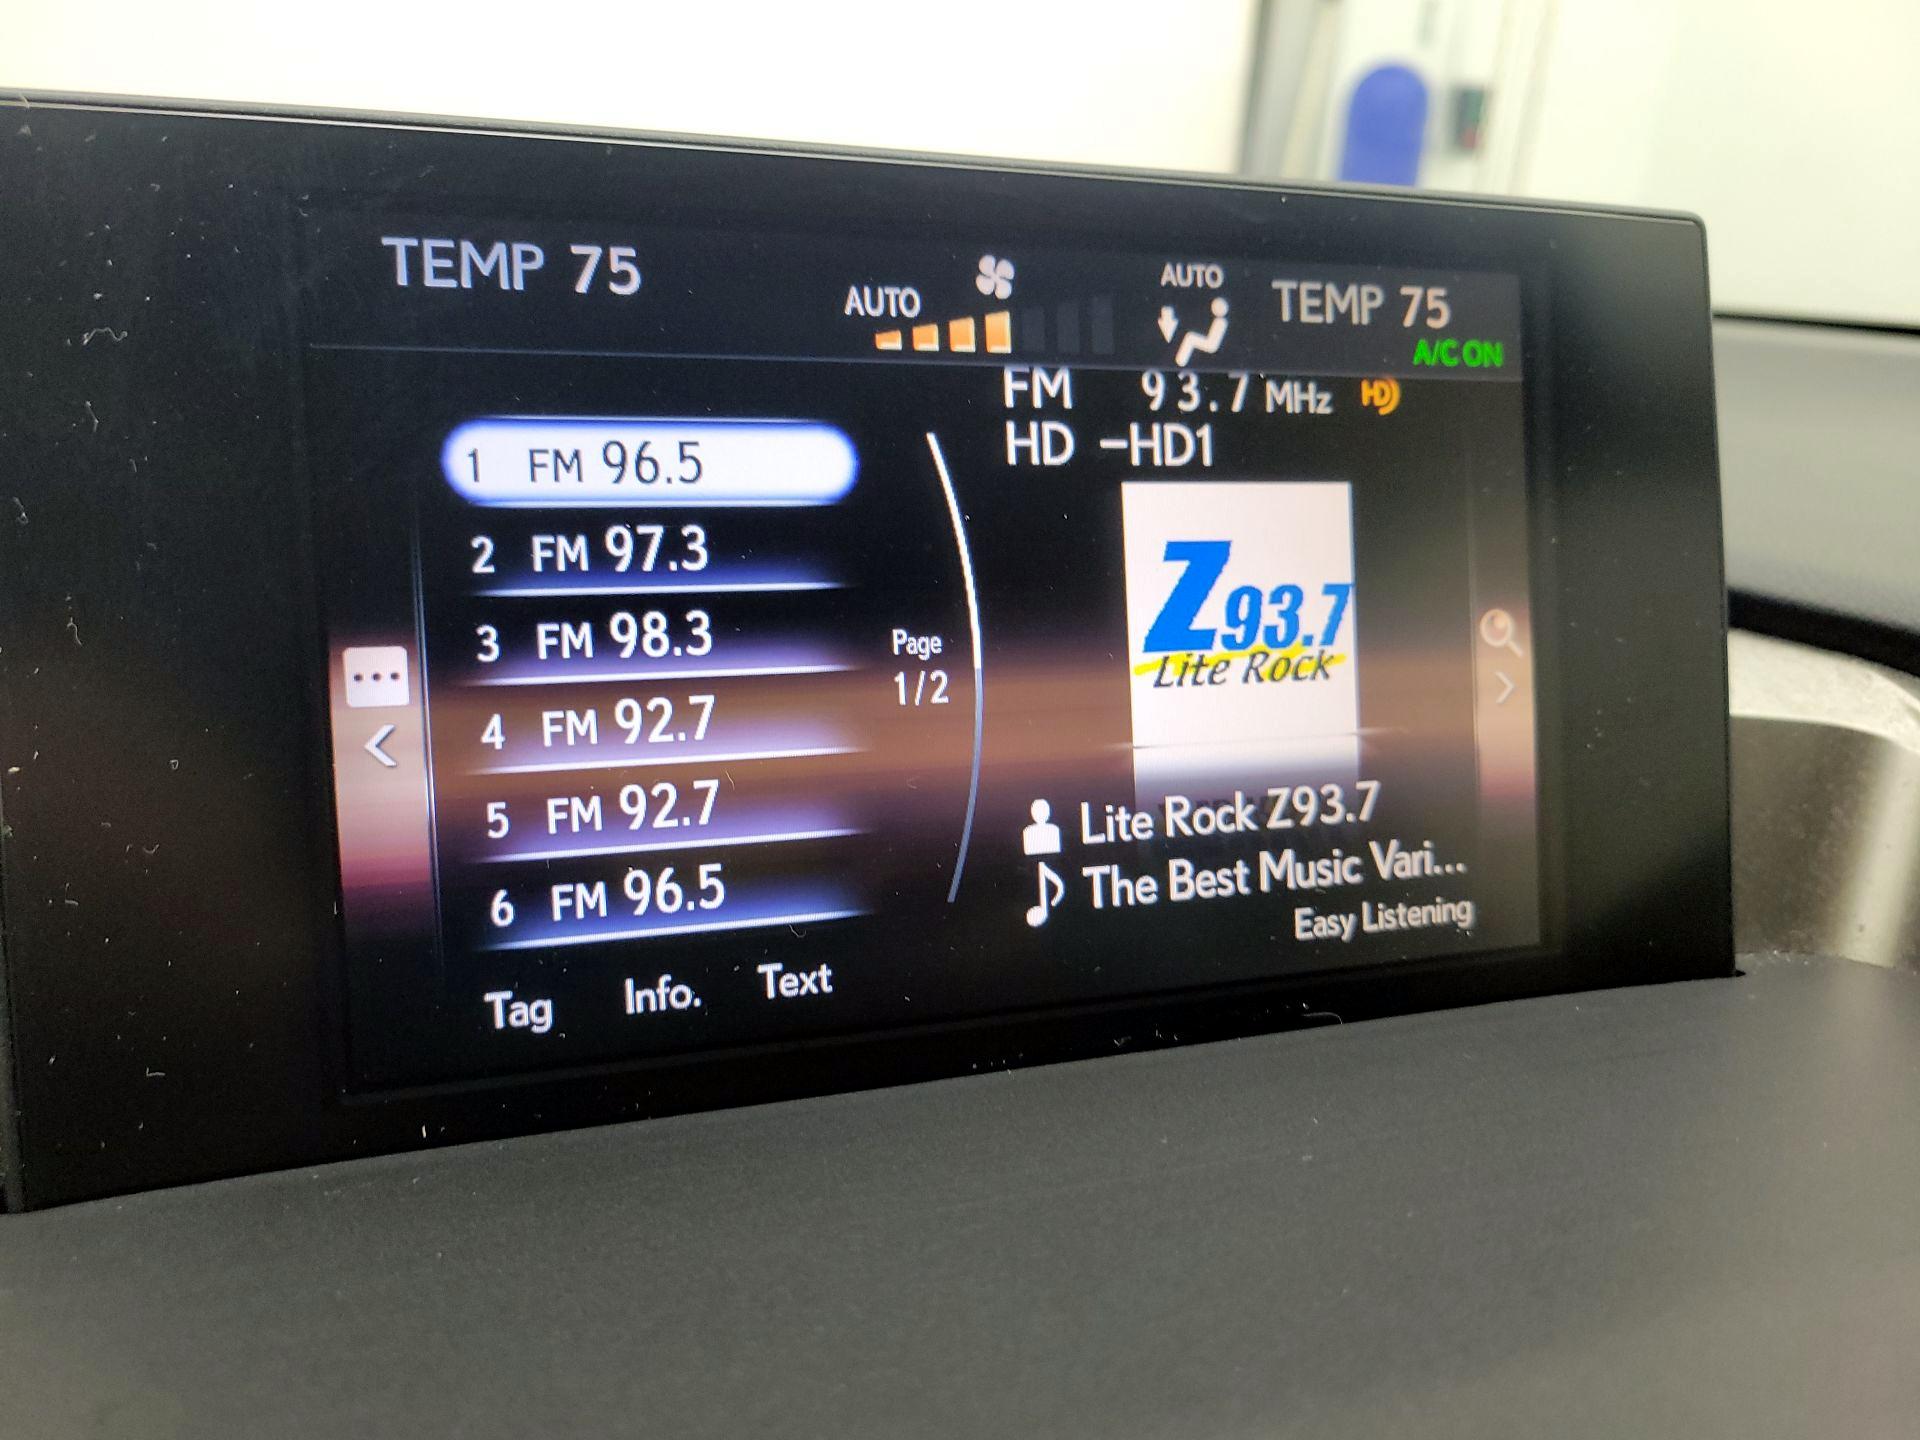 TEMP 75
AUTO
AUTO
TEMP 75
A/C ON
1 FM 96.5
2 FM 97.3
3 FM 98.3
4 FM 92.7
5 FM 92.7
6 FM 96.5
Page
1/2
Tag Info. Text
FM 93.7 MHz HD
HD -HD1
Z93.7
Lite Rock
Lite Rock Z93.7
The Best Music Vari...
Easy Listening